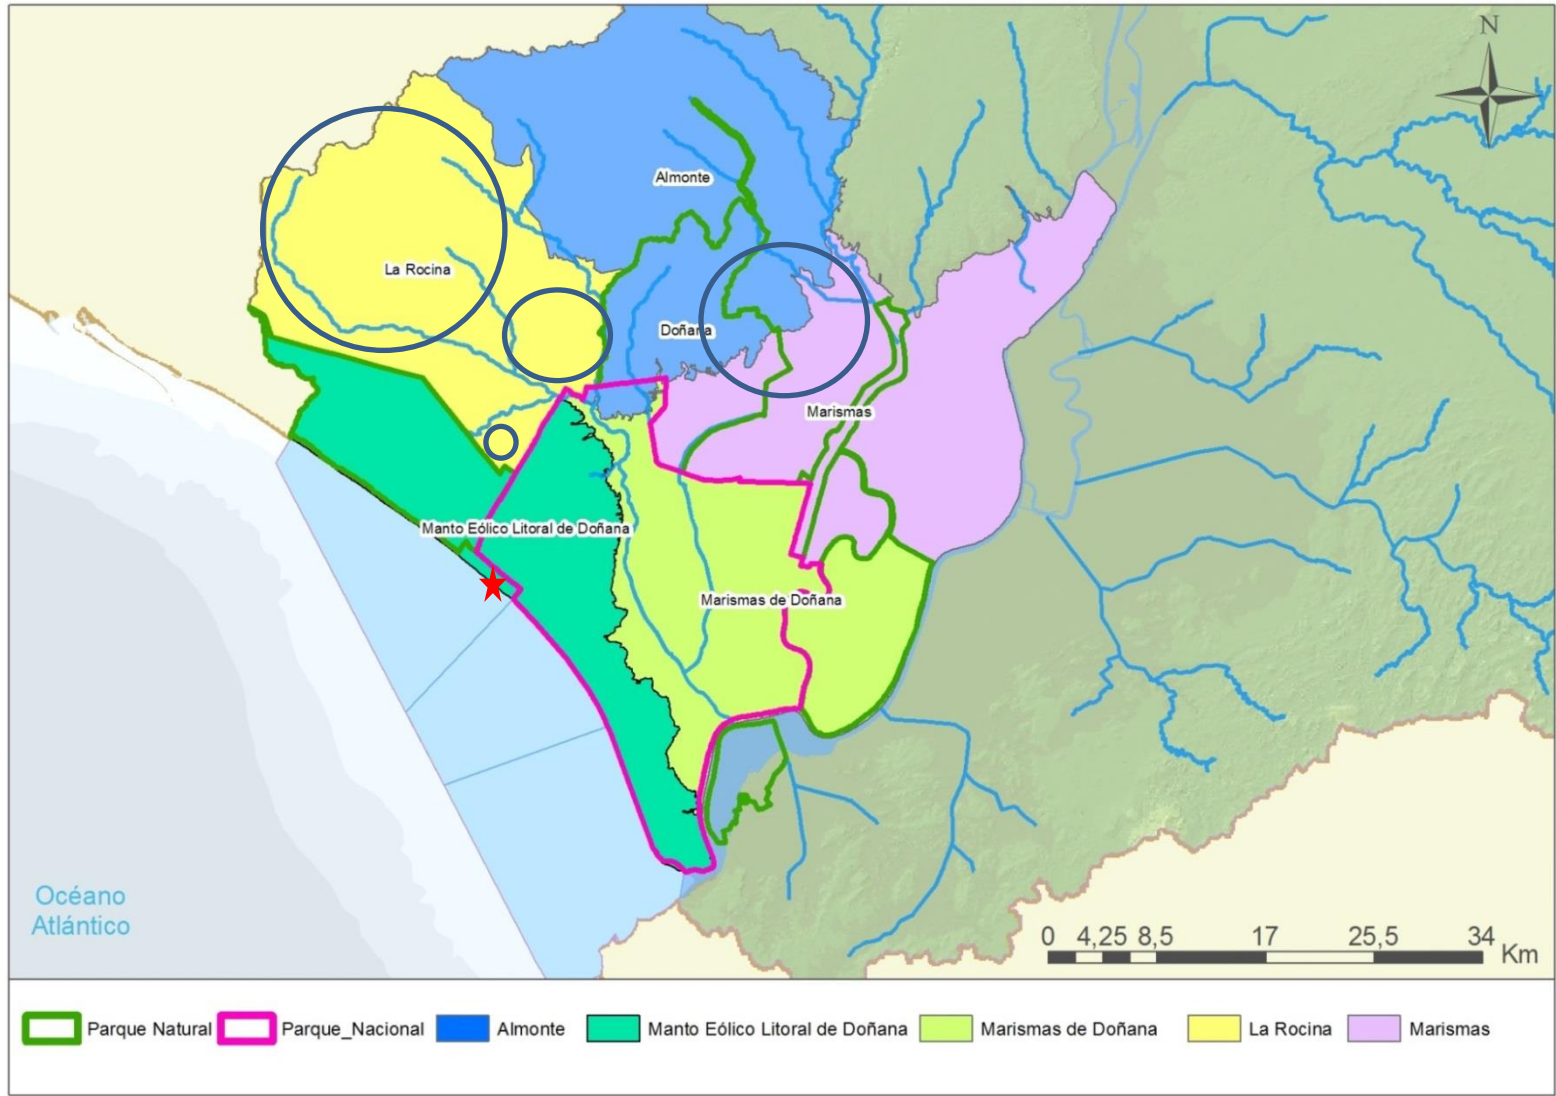 N
Almonte
La Rocina
Doñana
Marismas
Manto Eólico Litoral de Doñana
Marismas de Doñana
Océano
Atlántico
0 4,25 8,5 17 25,5 34 Km
Parque Natural Parque_Nacional Almonte Manto Eólico Litoral de Doñana Marismas de Doñana La Rocina Marismas